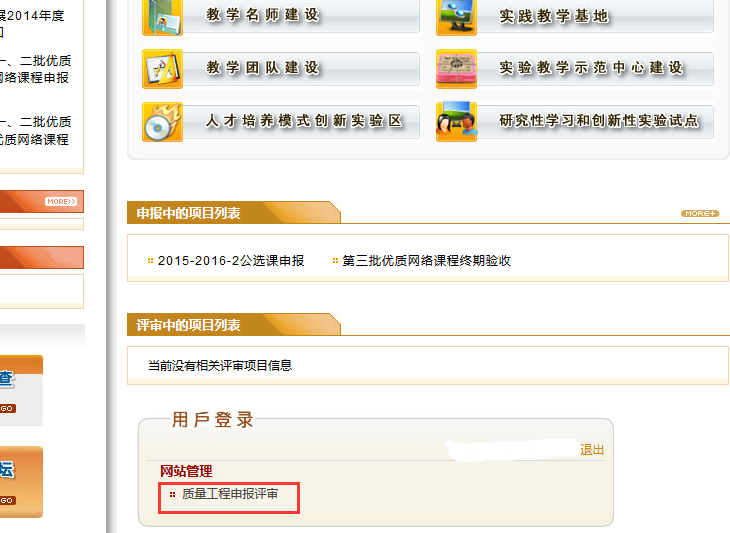 展2014年度
一、二批优质
网络课程申报
一、二批优质
优质网络课程
MORE>>
查
GO
坛
GO
教学名师建设
实践教学基地
教学团队建设
实验教学示范中心建设
人才培养模式创新实验区
研究性学习和创新性实验试点
申报中的项目列表
MORE+
2015-2016-2公选课申报
第三批优质网络课程终期验收
评审中的项目列表
当前没有相关评审项目信息
用戶登录
退出
网站管理
质量工程申报评审